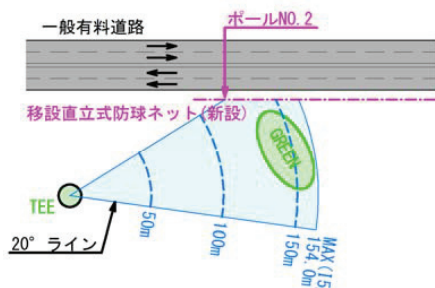 一般有料道路
ポールNO.2
移設直立式防球ネット(新設)
GREEN
TEE
50m
100m
150m
20° ライン
MAX(15
154.0m